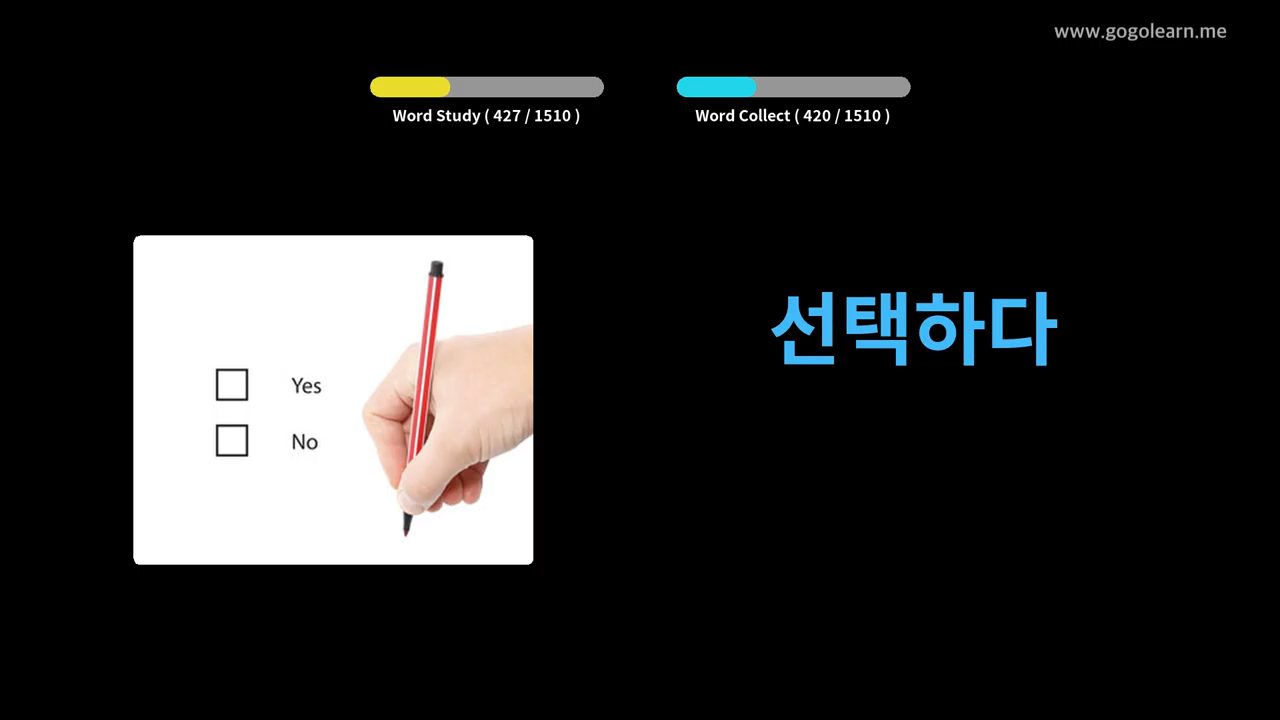 www.gogolearn.me
Word Study ( 427 / 1510 )
Word Collect ( 420 / 1510 )
선택하다
Yes
No